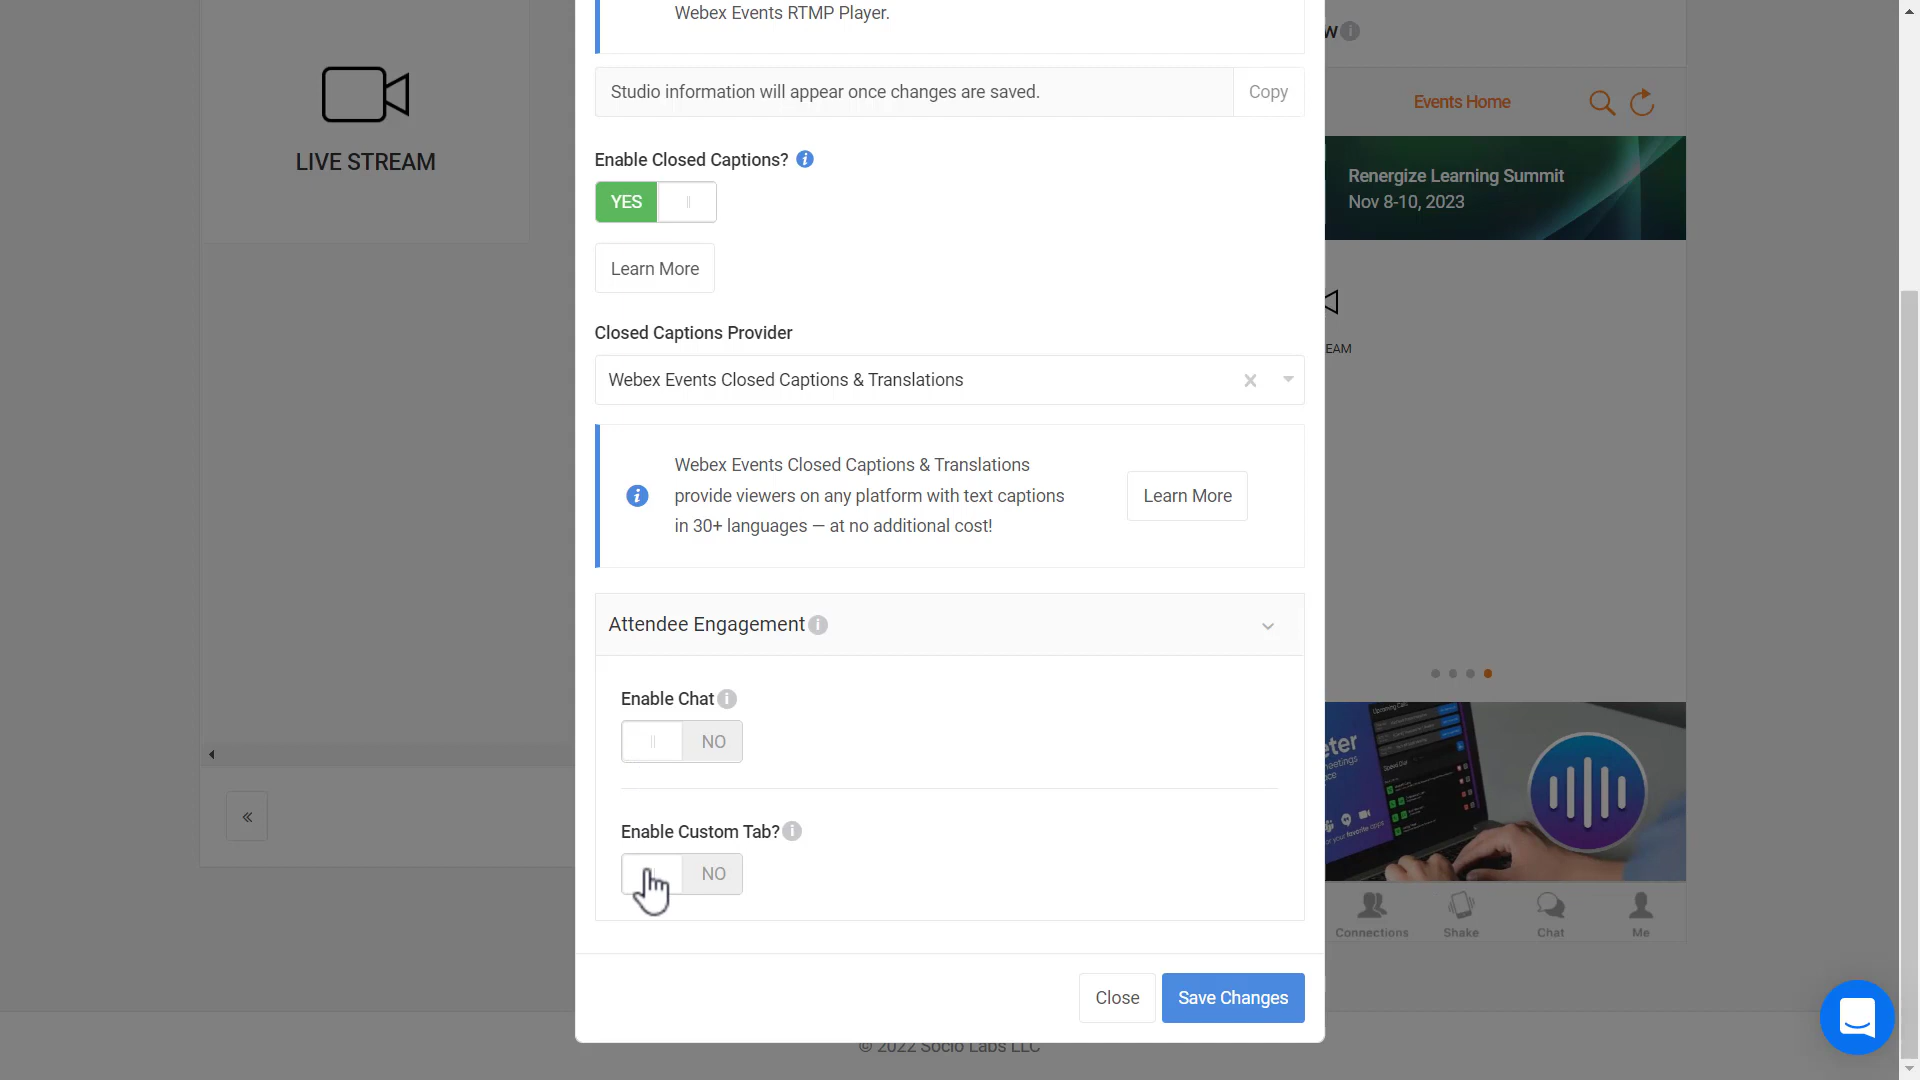 Webex Events RTMP Player.
Studio information will appear once changes are saved.
Copy
LIVE STREAM
Events Home
Enable Closed Captions?
YES
Renergize Learning Summit
Nov 8-10, 2023
Learn More
Closed Captions Provider
EAM
Webex Events Closed Captions & Translations
Webex Events Closed Captions & Translations
provide viewers on any platform with text captions
in 30+ languages — at no additional cost!
Learn More
Attendee Engagement
Enable Chat
NO
Enable Custom Tab?
NO
Connections
Shake
Chat
Me
Close
Save Changes
© 2022 Socio Labs LLC